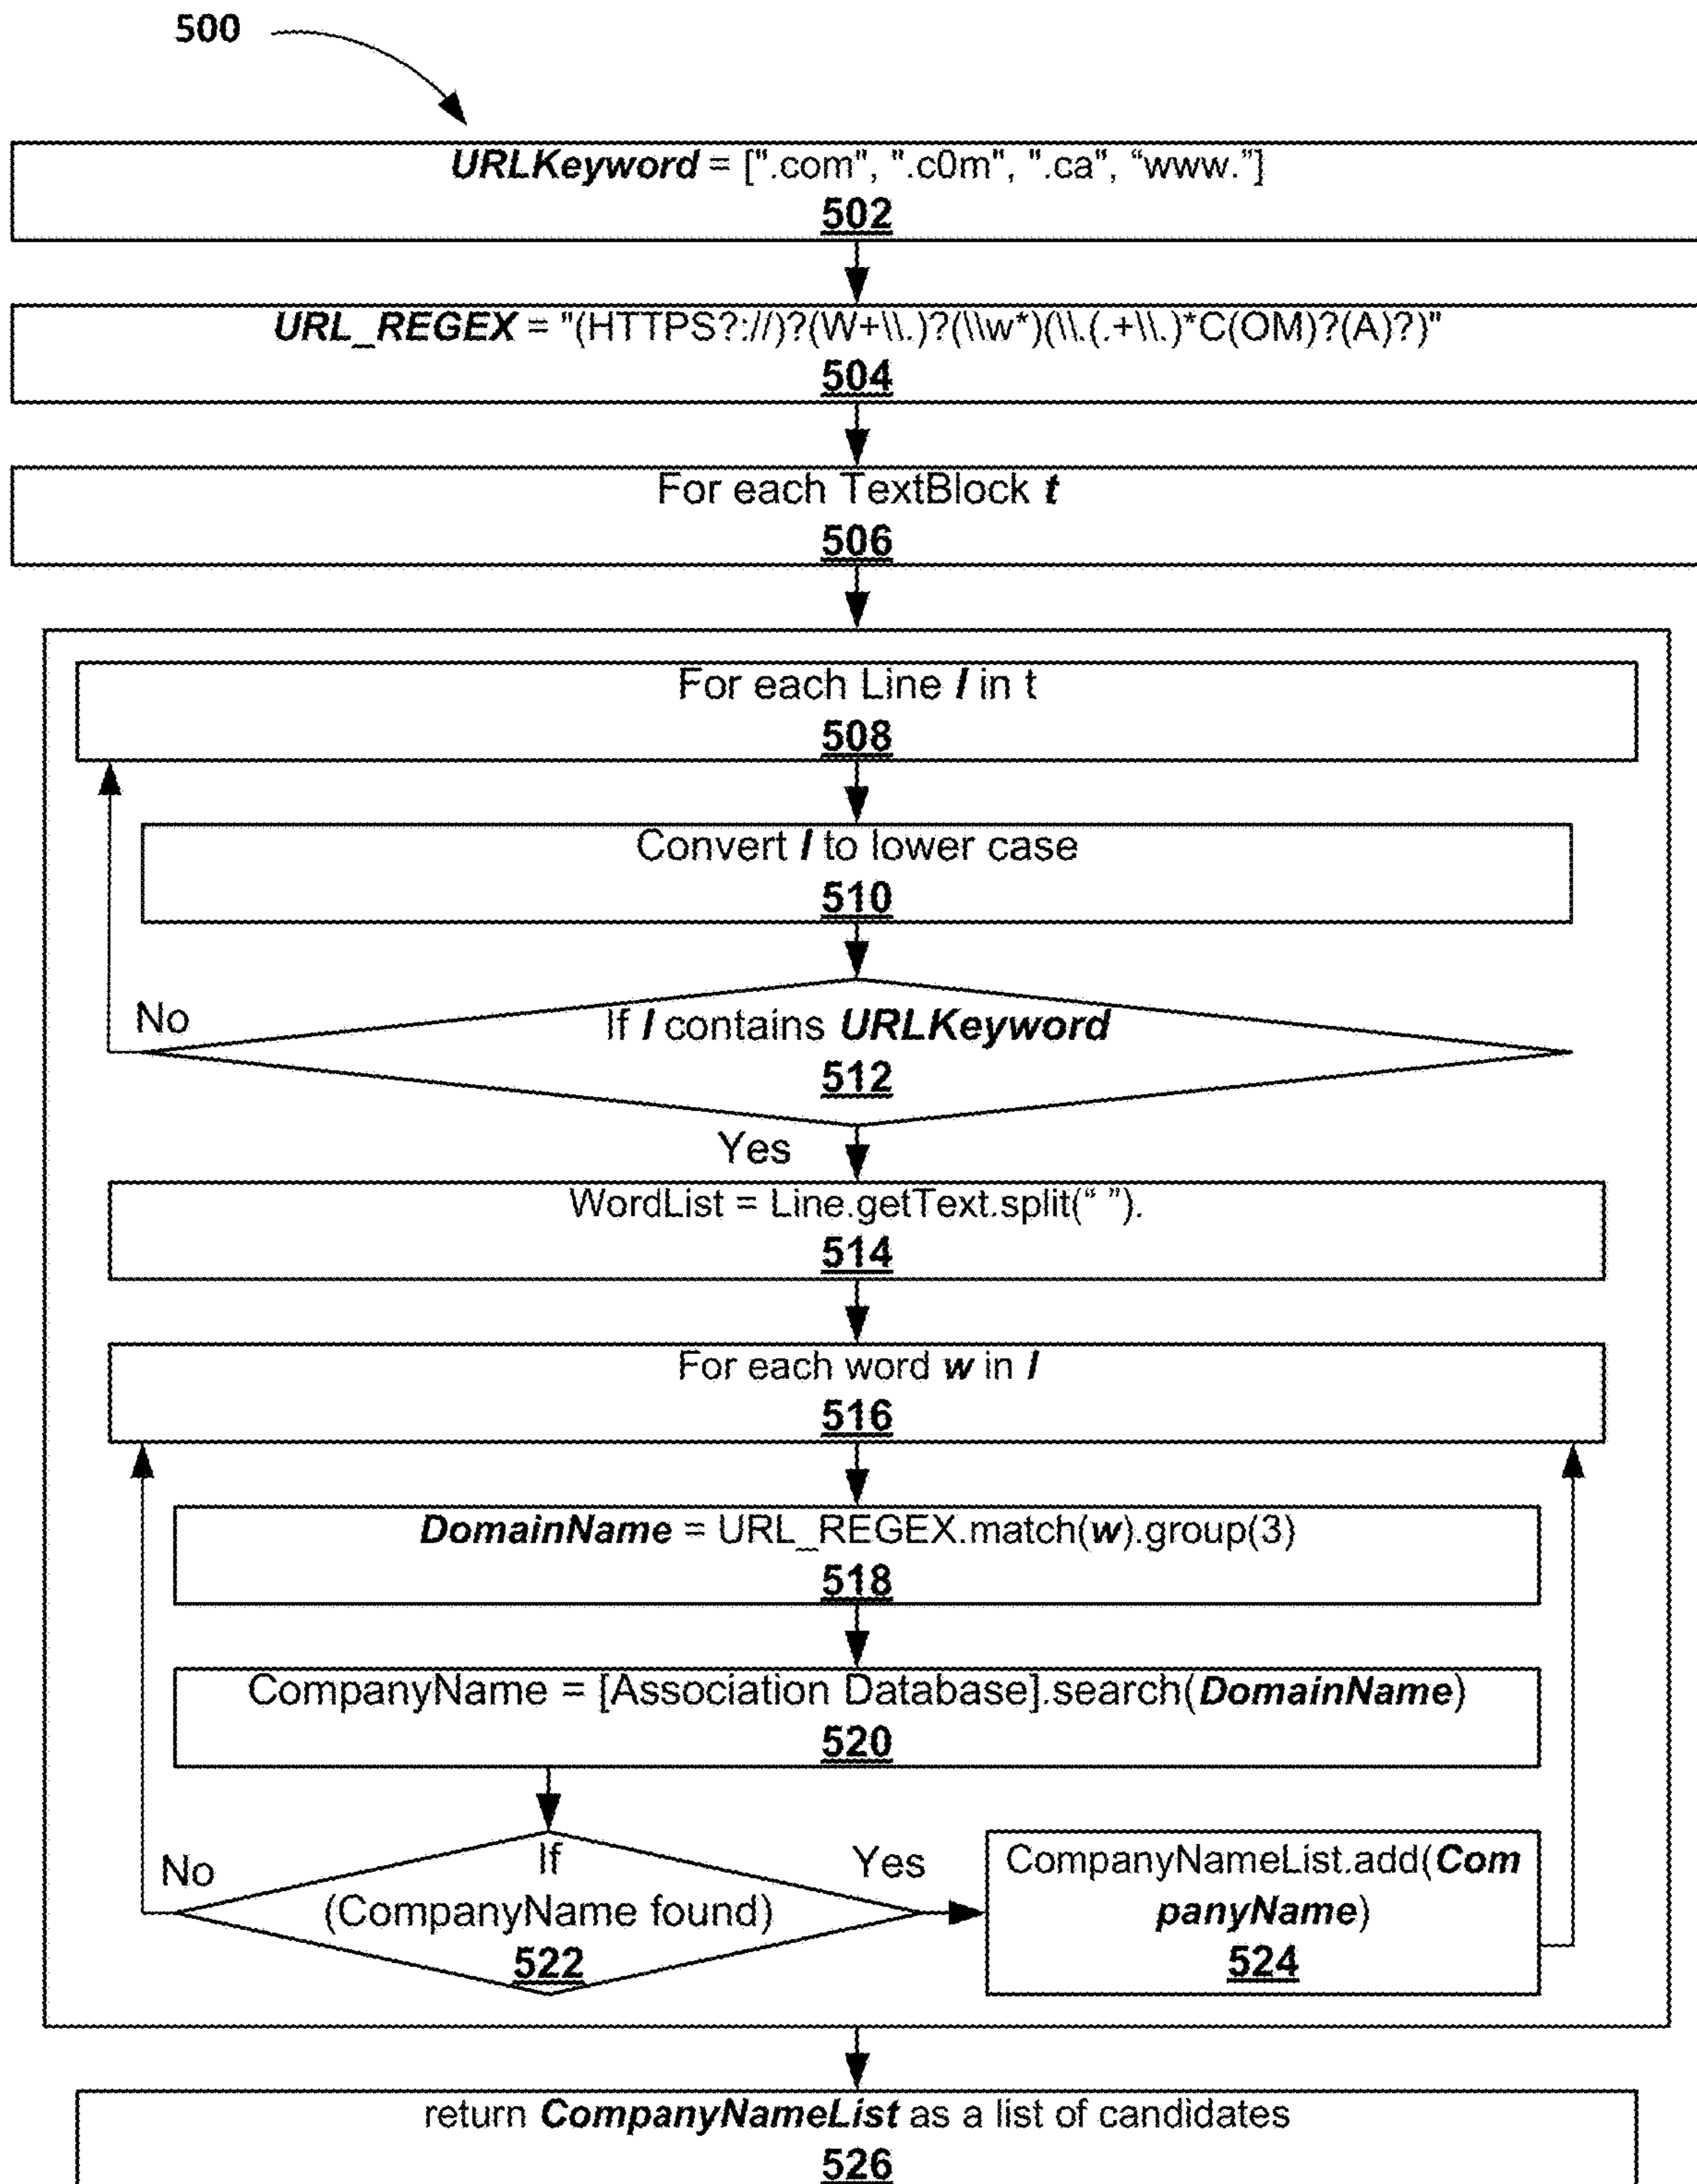 500
URLKeyword = [".com", ".c0m", ".ca", “www.”]
502
URL_REGEX = "(HTTPS?://)?(W+\\.)?(\\w*)(\\.(.+\\.)*C(OM)?(A)?)"
504
For each TextBlock t
506
For each Line l in t
508
Convert l to lower case
510
No
If l contains URLKeyword
512
Yes
WordList = Line.getText.split(“ ”).
514
For each word w in l
516
DomainName = URL_REGEX.match(w).group(3)
518
CompanyName = [Association Database].search(DomainName)
520
No
If
Yes
(CompanyName found)
522
CompanyNameList.add(Com
panyName)
524
return CompanyNameList as a list of candidates
526